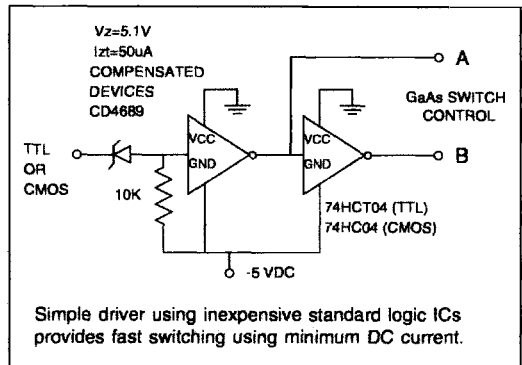 Vz=5.1V
Izt=50uA
COMPENSATED
DEVICES
CD4689
A
GaAs SWITCH
CONTROL
VCC
GND
VCC
GND
B
TTL
OR
CMOS
10K
74HCT04 (TTL)
74HC04 (CMOS)
-5 VDC
Simple driver using inexpensive standard logic ICs
provides fast switching using minimum DC current.